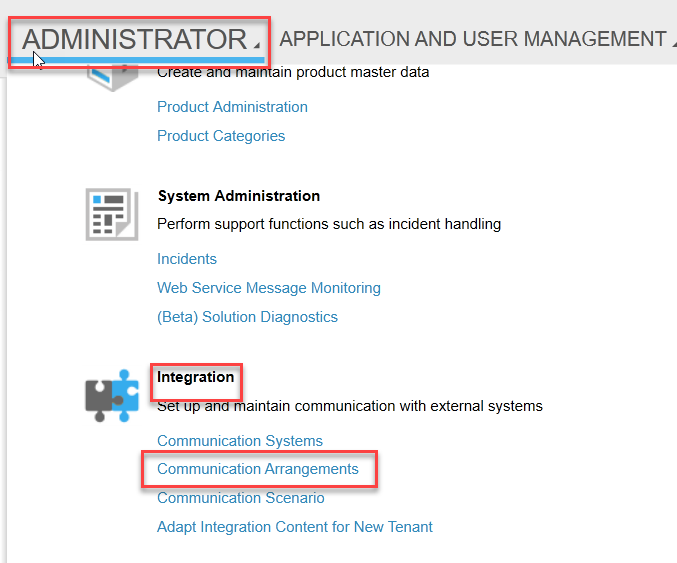 ADMINISTRATOR
APPLICATION AND USER MANAGEMENT
Create and maintain product master data
Product Administration
Product Categories
System Administration
Perform support functions such as incident handling
Incidents
Web Service Message Monitoring
(Beta) Solution Diagnostics
Integration
Set up and maintain communication with external systems
Communication Systems
Communication Arrangements
Communication Scenario
Adapt Integration Content for New Tenant